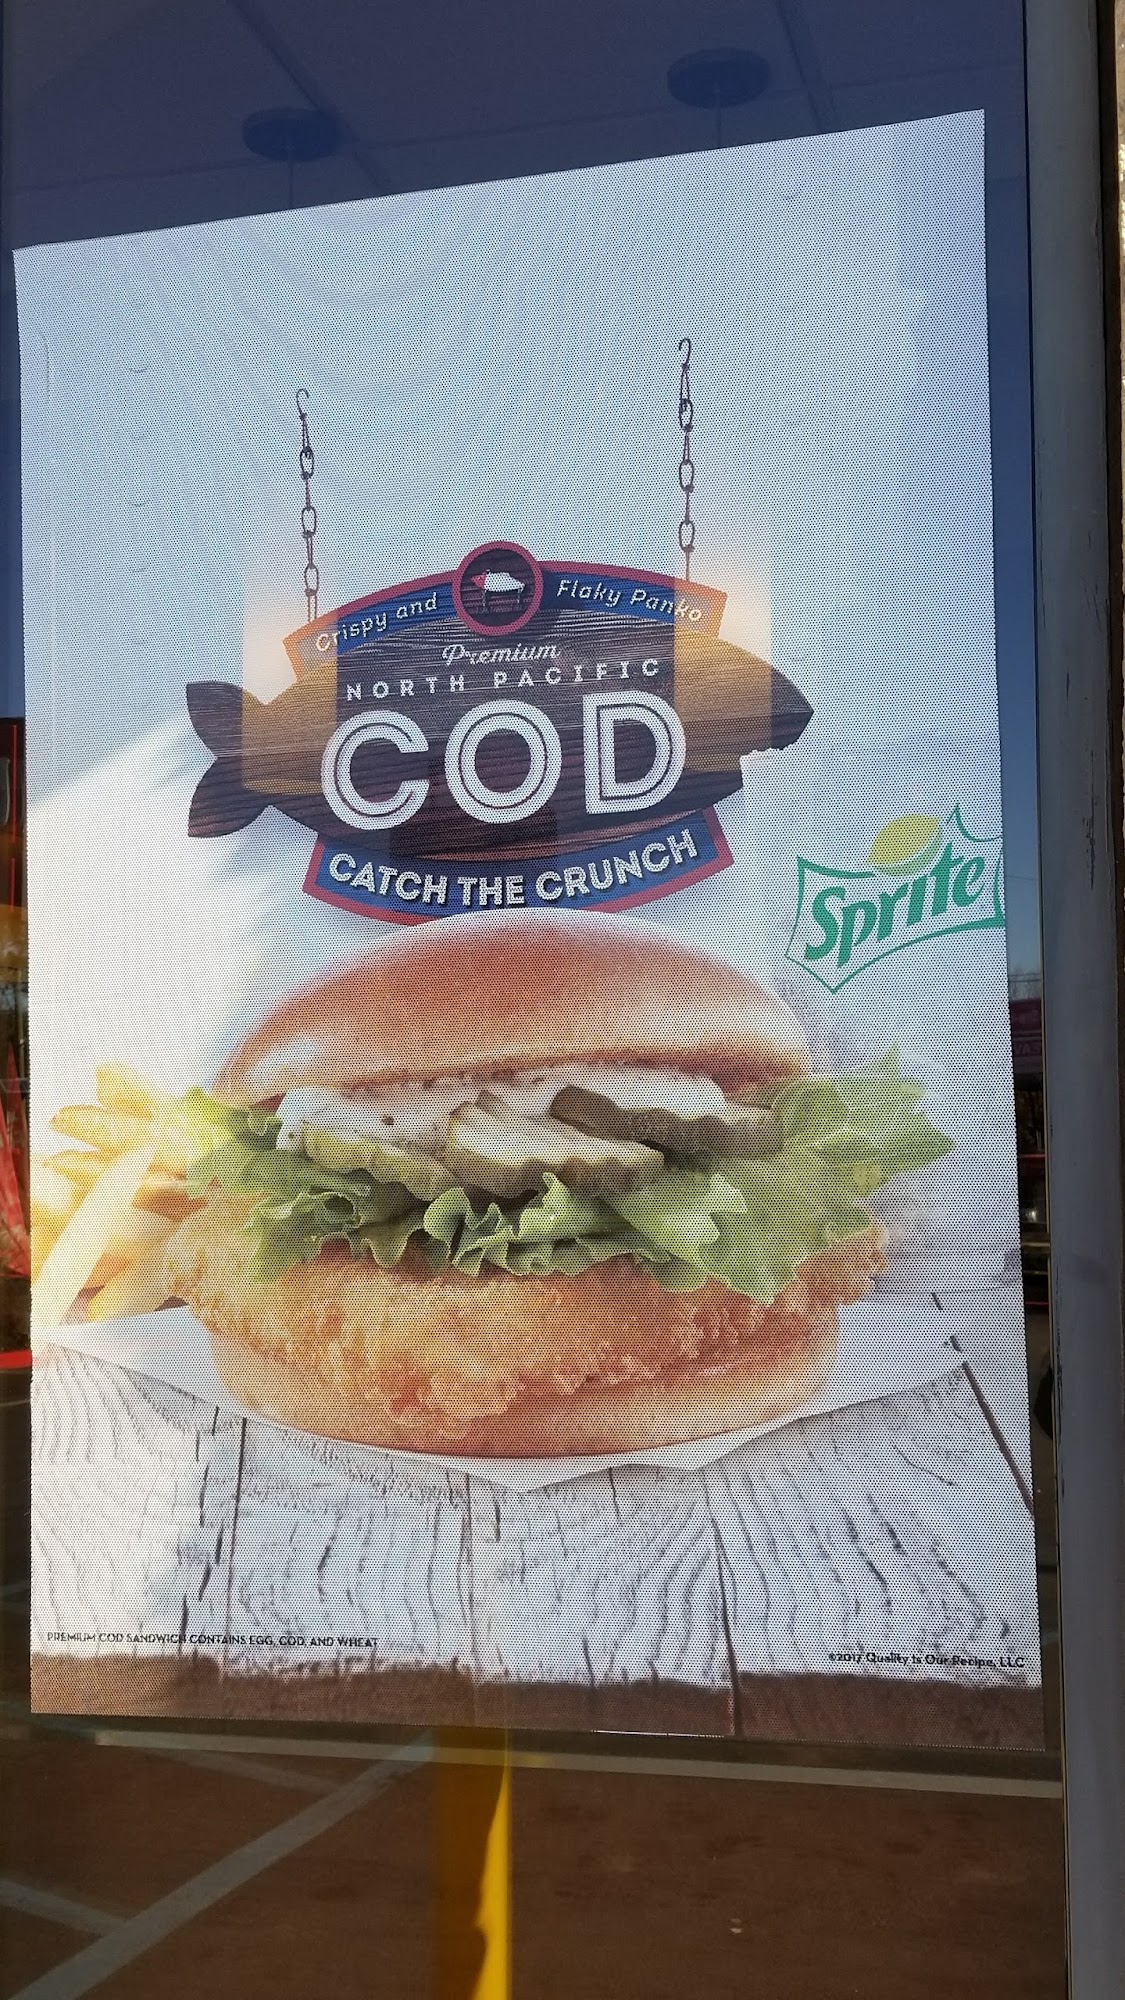 Crispy and Flaky Panko
Premium
NORTH PACIFIC
COD
CATCH THE CRUNCH
Sprite
PREMIUM COD SANDWICH CONTAINS EGG, COD, AND WHEAT
©2017 Quality Is Our Recipe, LLC